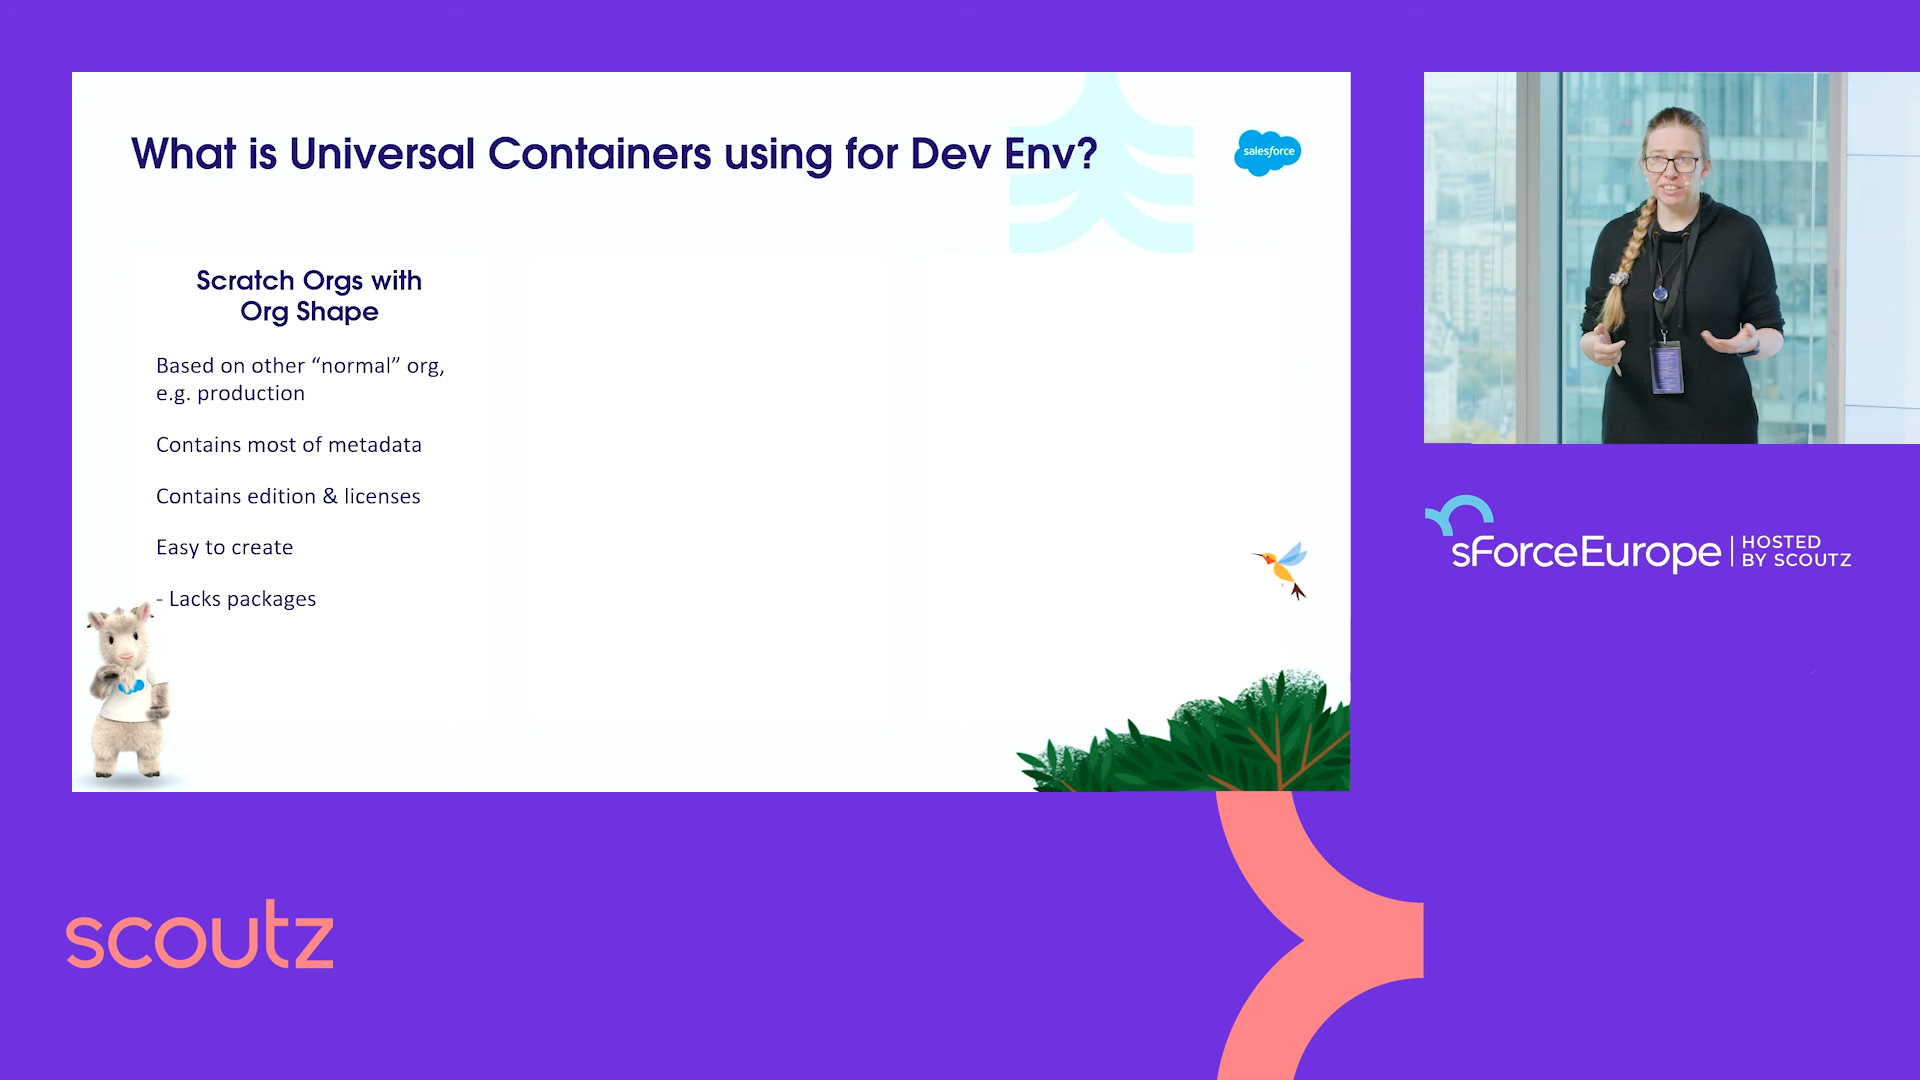 What is Universal Containers using for Dev Env?
salesforce
Scratch Orgs with
Org Shape
Based on other “normal” org,
e.g. production
Contains most of metadata
Contains edition & licenses
Easy to create
- Lacks packages
sForceEurope
HOSTED
BY SCOUTZ
scoutz